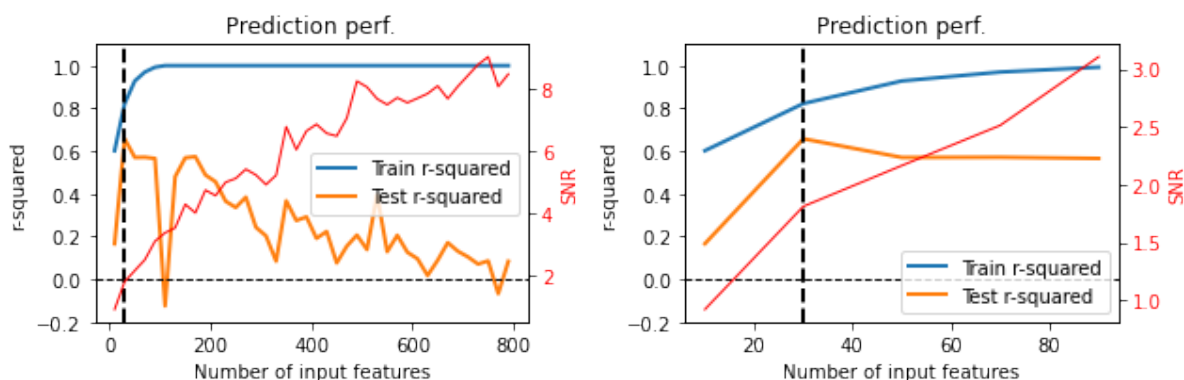 Prediction perf.
1.0
0.8
0.6
0.4
0.2
0.0
−0.2
r-squared
8
6
4
2
SNR
Train r-squared
Test r-squared
0
200
400
600
800
Number of input features
Prediction perf.
1.0
0.8
0.6
0.4
0.2
0.0
−0.2
r-squared
3.0
2.5
2.0
1.5
1.0
SNR
Train r-squared
Test r-squared
20
40
60
80
Number of input features